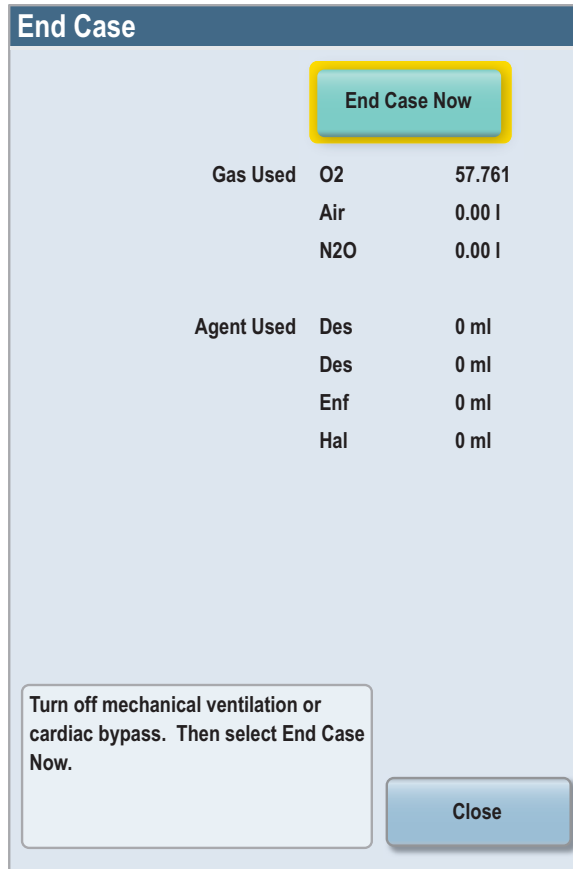 End Case
End Case Now
Gas Used O2 57.761
Air 0.00 l
N2O 0.00 l
Agent Used Des 0 ml
Des 0 ml
Enf 0 ml
Hal 0 ml
Turn off mechanical ventilation or
cardiac bypass. Then select End Case
Now.
Close